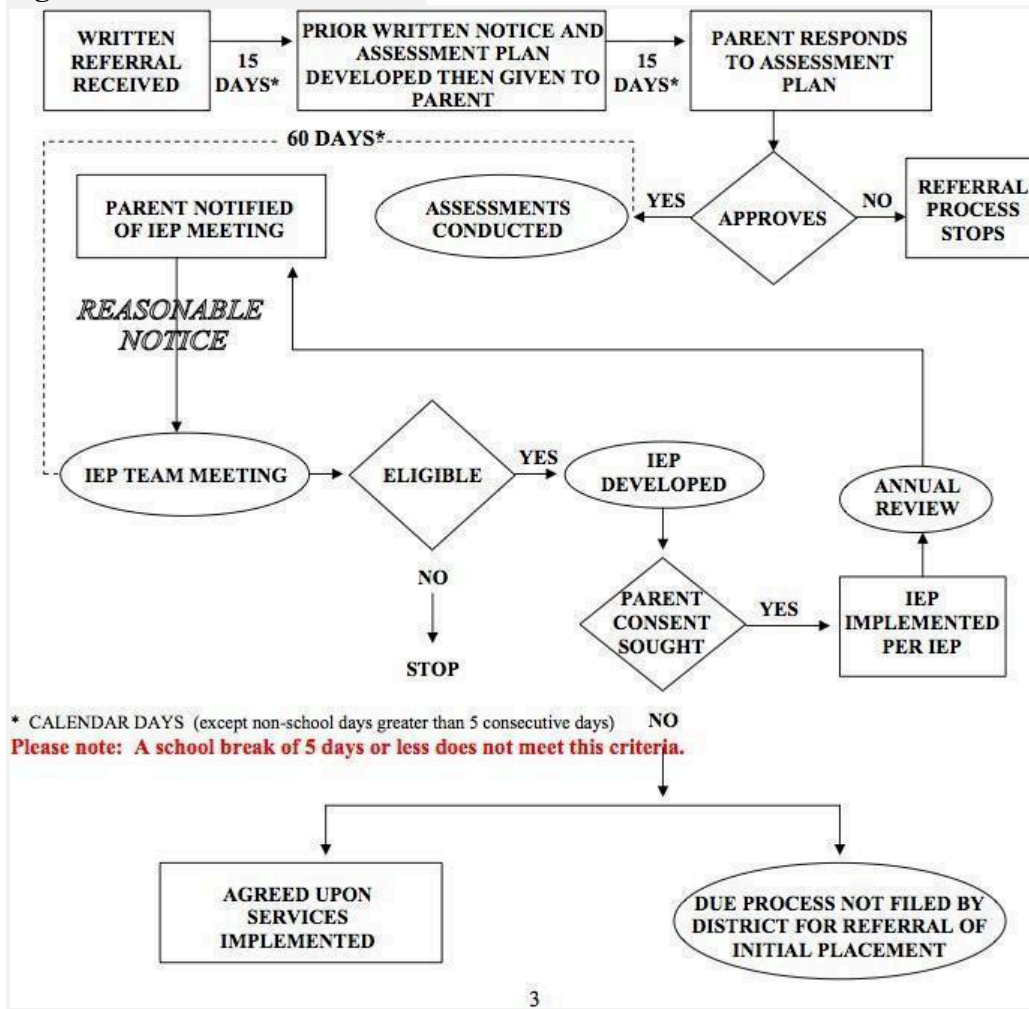 WRITTEN
REFERRAL
RECEIVED
15
DAYS*
PRIOR WRITTEN NOTICE AND
ASSESSMENT PLAN
DEVELOPED THEN GIVEN TO
PARENT
15
DAYS*
PARENT RESPONDS
TO ASSESSMENT
PLAN
60 DAYS*
PARENT NOTIFIED
OF IEP MEETING
ASSESSMENTS
CONDUCTED
YES
APPROVES
NO
REFERRAL
PROCESS
STOPS
REASONABLE
NOTICE
IEP TEAM MEETING
ELIGIBLE
YES
IEP
DEVELOPED
ANNUAL
REVIEW
NO
STOP
PARENT
CONSENT
SOUGHT
YES
IEP
IMPLEMENTED
PER IEP
* CALENDAR DAYS (except non-school days greater than 5 consecutive days)
NO
Please note: A school break of 5 days or less does not meet this criteria.
AGREED UPON
SERVICES
IMPLEMENTED
DUE PROCESS NOT FILED BY
DISTRICT FOR REFERRAL OF
INITIAL PLACEMENT
3